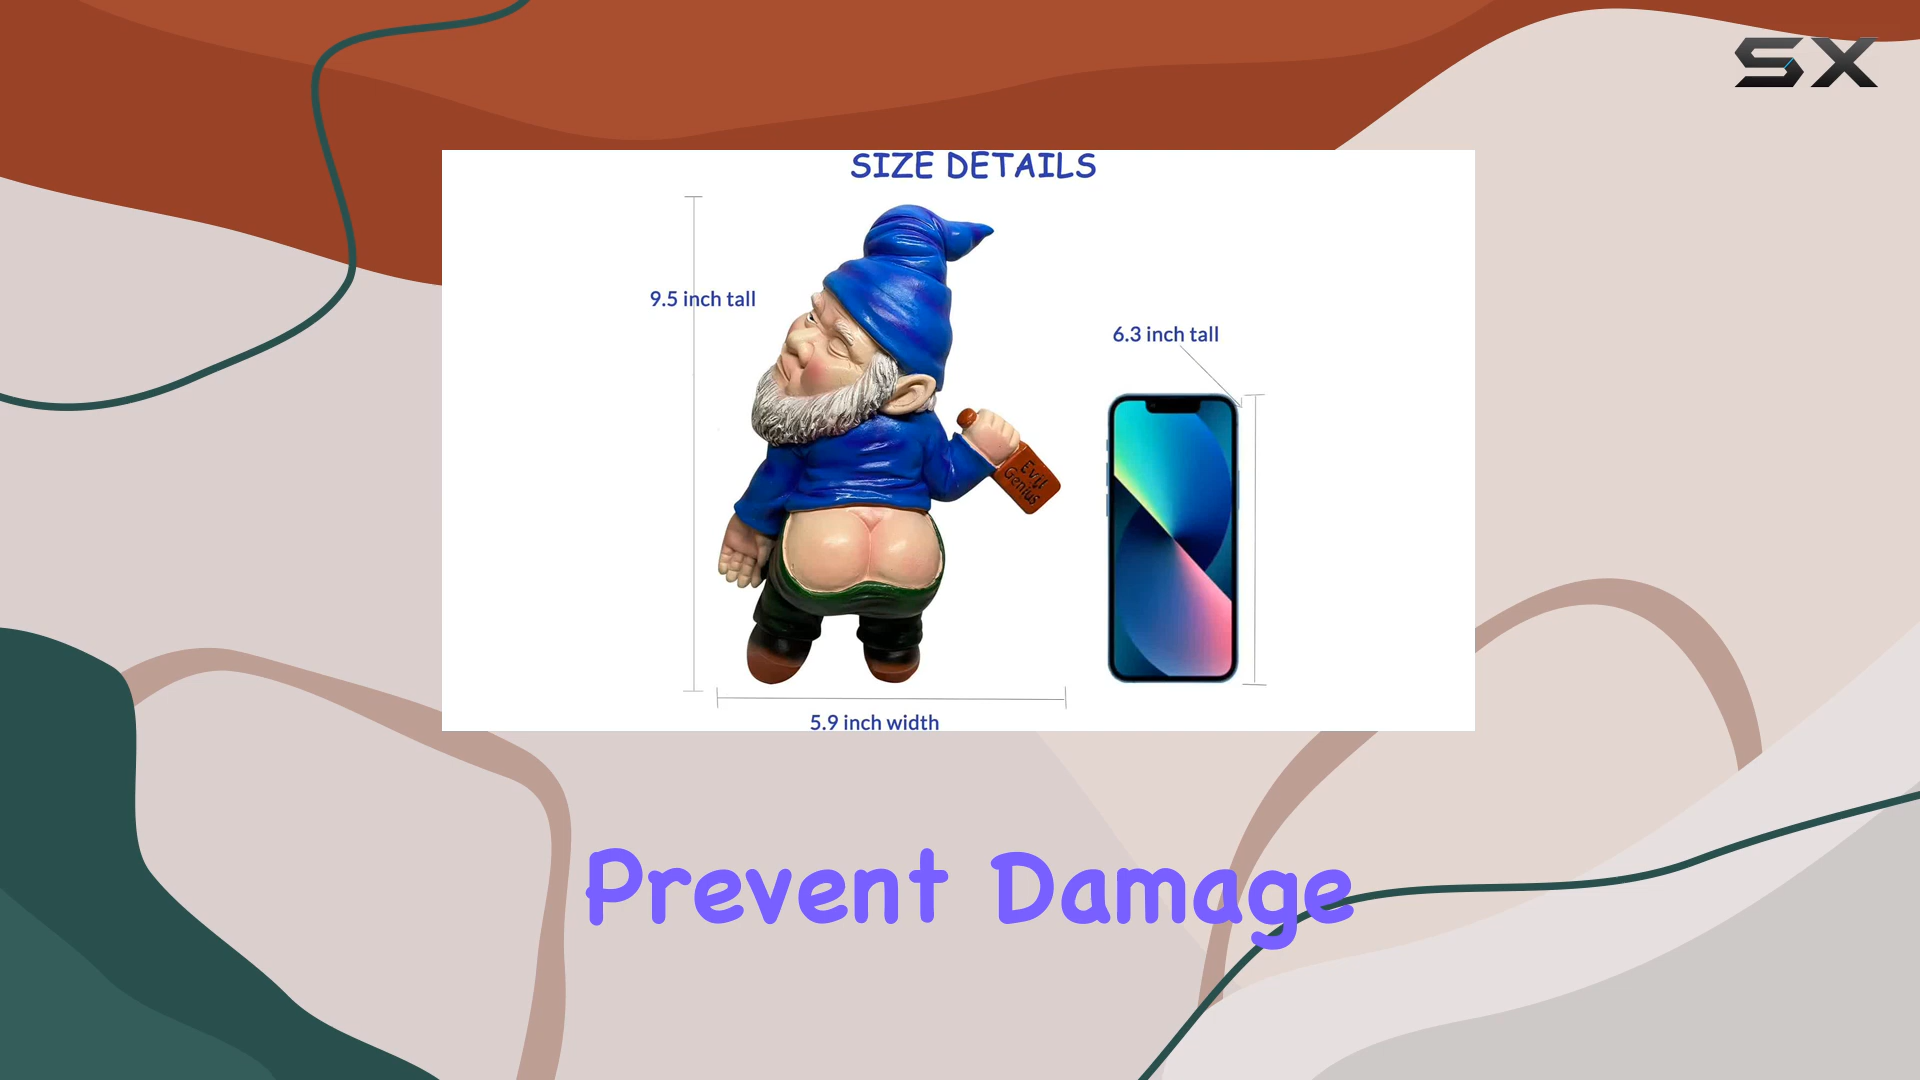 SX
SIZE DETAILS
9.5 inch tall
6.3 inch tall
Evil
Genius
5.9 inch width
Prevent Damage